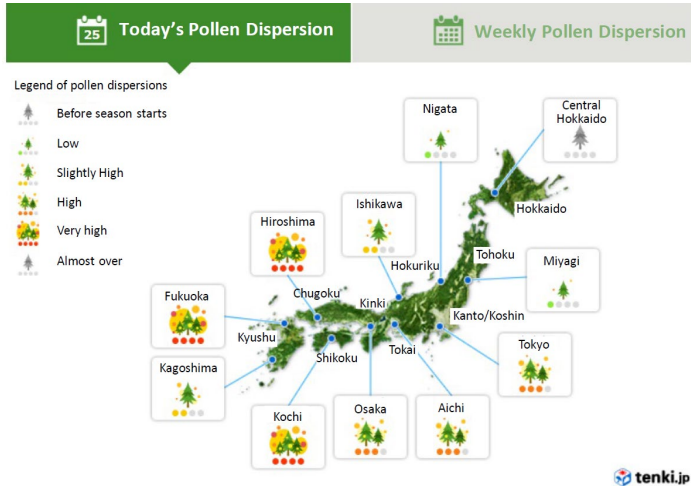 25
Today's Pollen Dispersion
Weekly Pollen Dispersion
Legend of pollen dispersions
Before season starts
Low
Slightly High
High
Very high
Almost over
Nigata
Central
Hokkaido
Hokkaido
Ishikawa
Hiroshima
Hokuriku
Tohoku
Miyagi
Fukuoka
Chugoku
Kinki
Kanto/Koshin
Kyushu
Shikoku
Tokai
Tokyo
Kagoshima
Kochi
Osaka
Aichi
tenki.jp